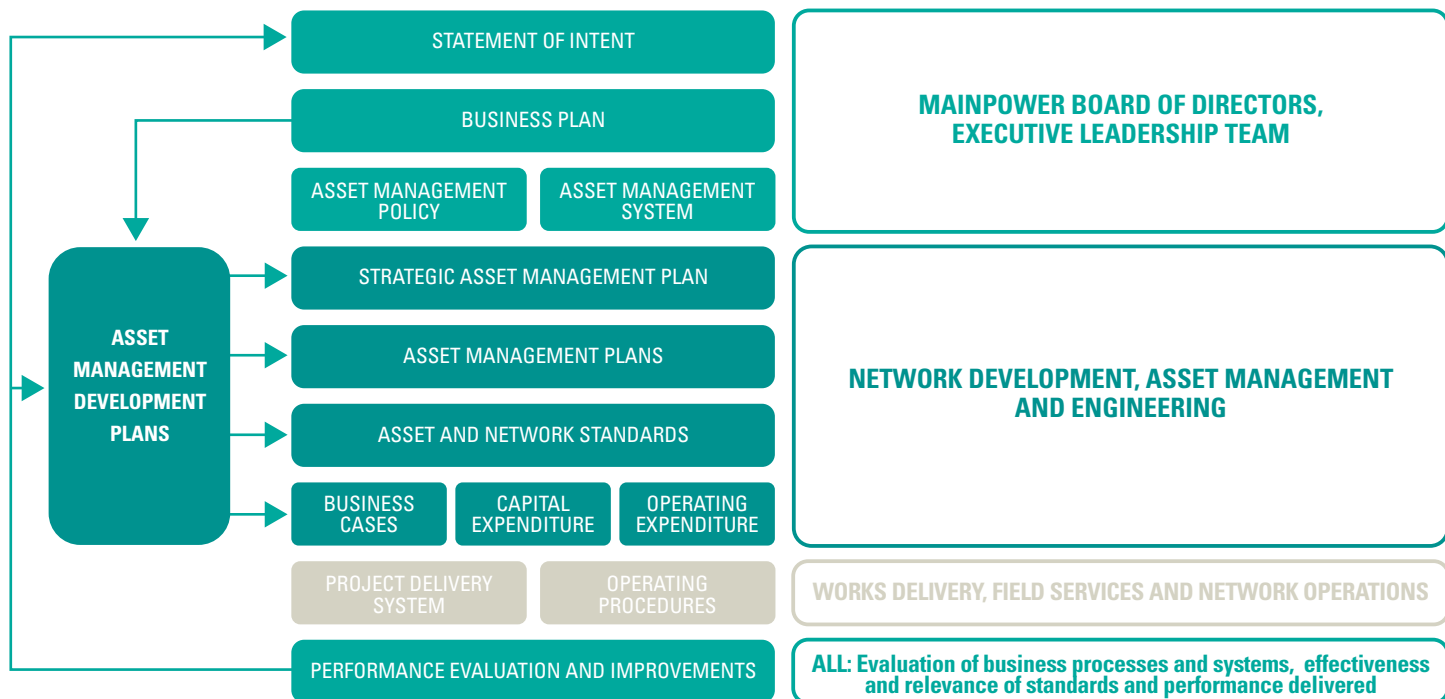 STATEMENT OF INTENT
BUSINESS PLAN
ASSET MANAGEMENT
POLICY
ASSET MANAGEMENT
SYSTEM
MAINPOWER BOARD OF DIRECTORS,
EXECUTIVE LEADERSHIP TEAM
ASSET
MANAGEMENT
DEVELOPMENT
PLANS
STRATEGIC ASSET MANAGEMENT PLAN
ASSET MANAGEMENT PLANS
ASSET AND NETWORK STANDARDS
BUSINESS
CASES
CAPITAL
EXPENDITURE
OPERATING
EXPENDITURE
NETWORK DEVELOPMENT, ASSET MANAGEMENT
AND ENGINEERING
PROJECT DELIVERY
SYSTEM
OPERATING
PROCEDURES
WORKS DELIVERY, FIELD SERVICES AND NETWORK OPERATIONS
PERFORMANCE EVALUATION AND IMPROVEMENTS
ALL: Evaluation of business processes and systems, effectiveness
and relevance of standards and performance delivered